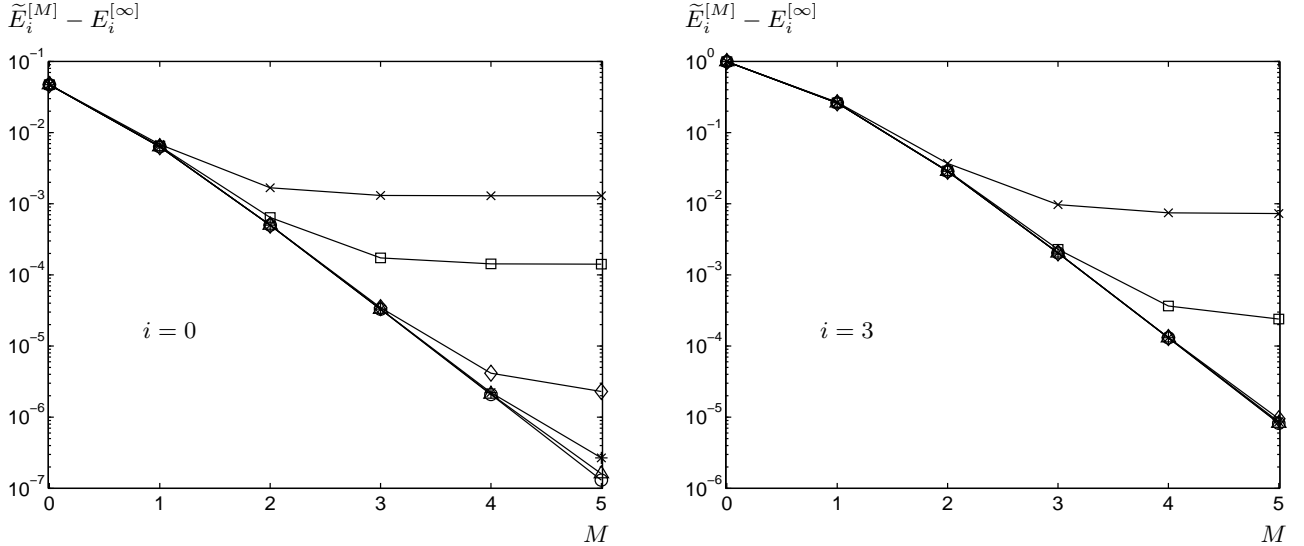 $\widetilde{E}_i^{[M]} - E_i^{[\infty]}$
10^{-1}
10^{-2}
10^{-3}
10^{-4}
10^{-5}
10^{-6}
10^{-7}
i = 0
0 1 2 3 4 5
M
$\widetilde{E}_i^{[M]} - E_i^{[\infty]}$
10^{0}
10^{-1}
10^{-2}
10^{-3}
10^{-4}
10^{-5}
10^{-6}
i = 3
0 1 2 3 4 5
M